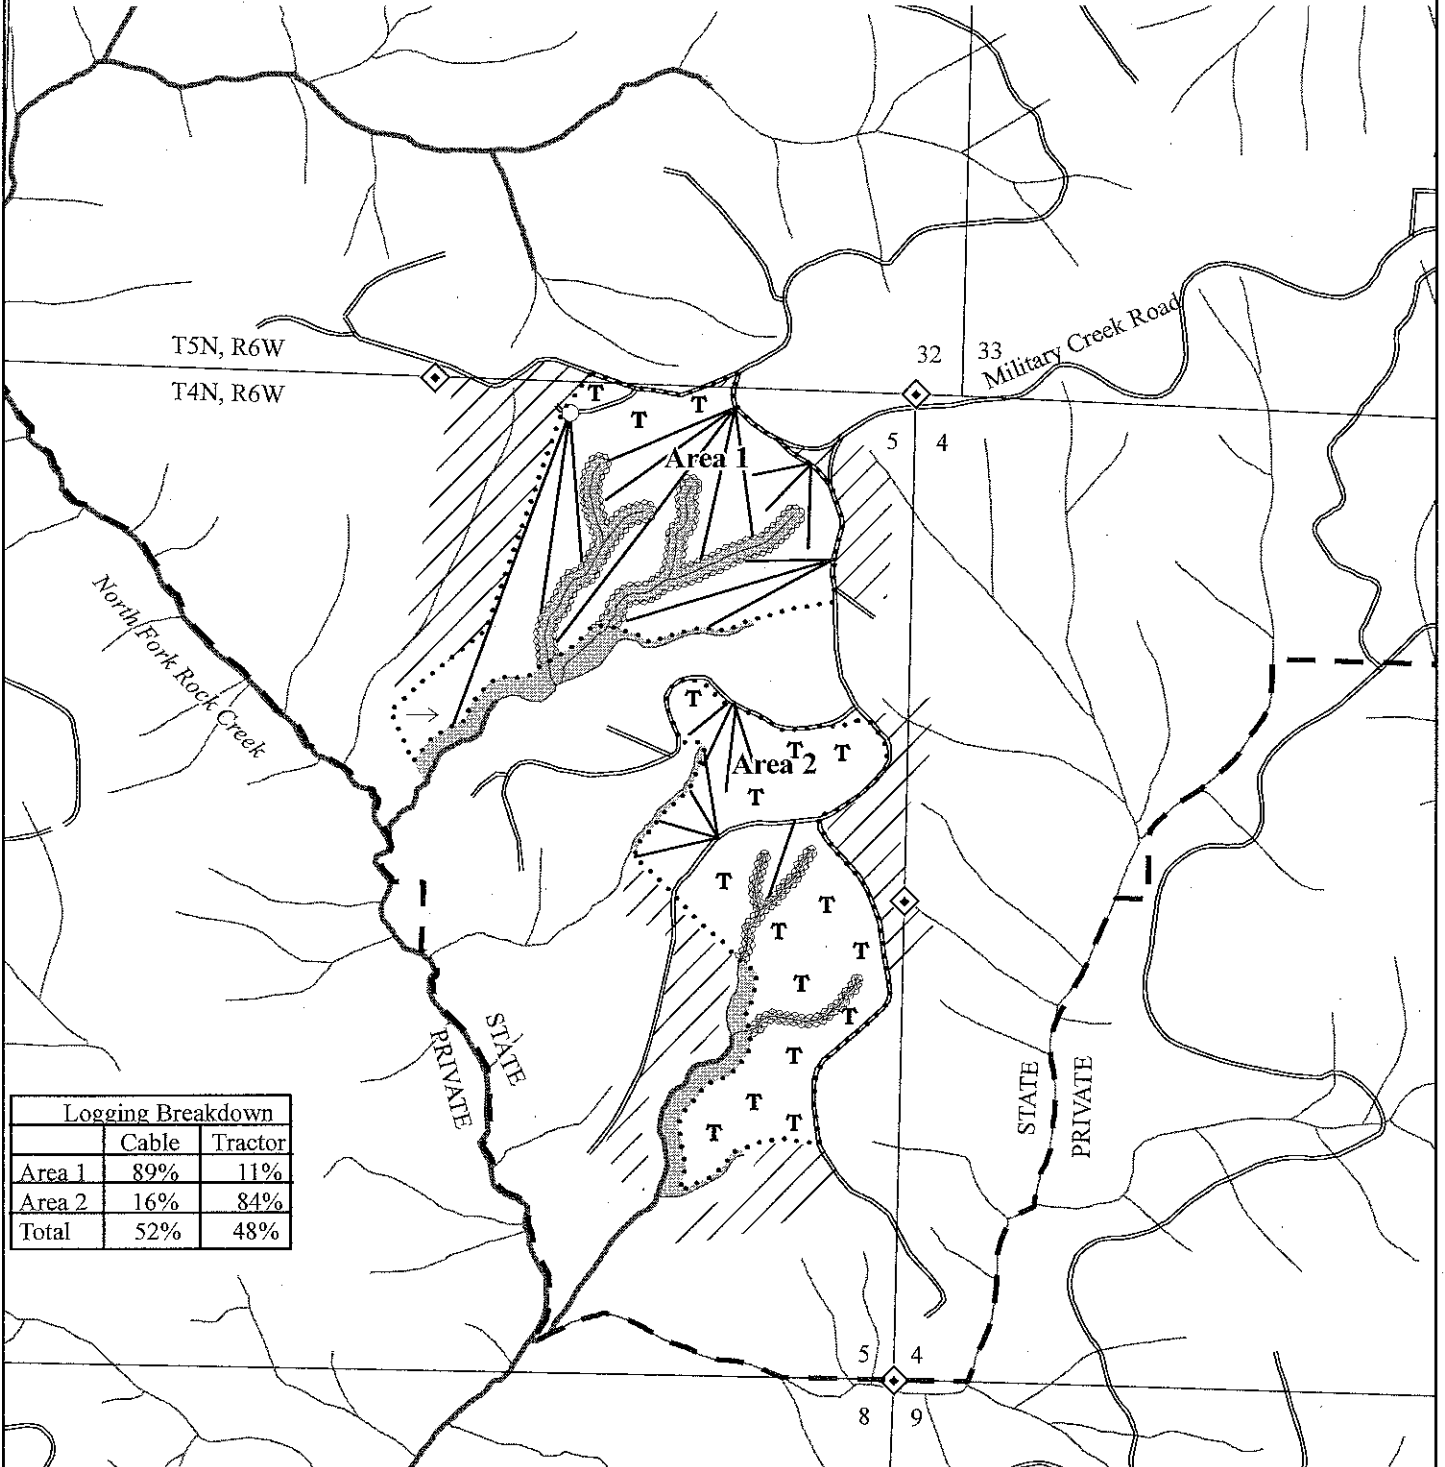 T5N, R6W
T4N, R6W
32 33
Military Creek Road
5 4
T
T
T
Area 1
North Fork Rock Creek
T
T
T
Area 2
T
T
T
T
T
T
T
T
T
T
T
STATE
PRIVATE
STATE
PRIVATE
Logging Breakdown
Cable Tractor
Area 1 89% 11%
Area 2 16% 84%
Total 52% 48%
5 4
8 9